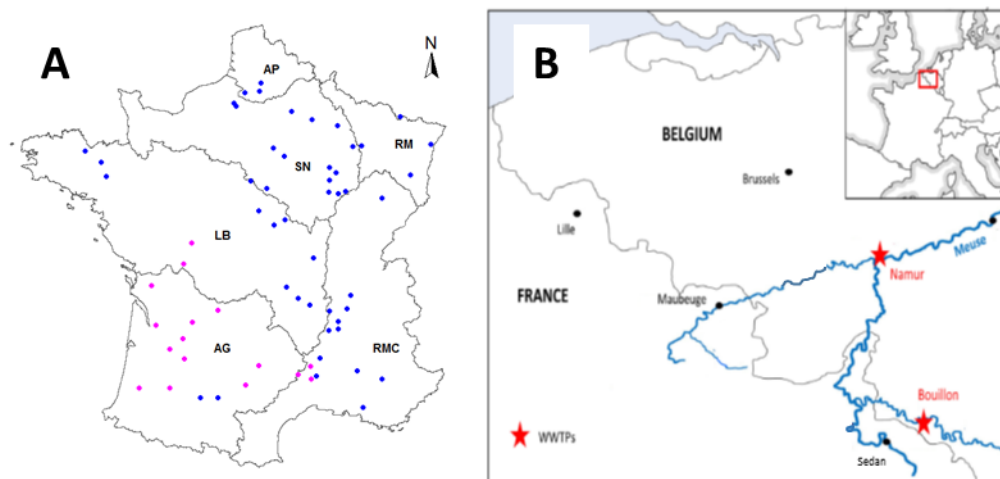 A
N
AP
RM
SN
LB
AG
RMC
B
BELGIUM
Brussels
Lille
Meuse
Namur
FRANCE
Maubeuge
Bouillon
WWTPs
Sedan